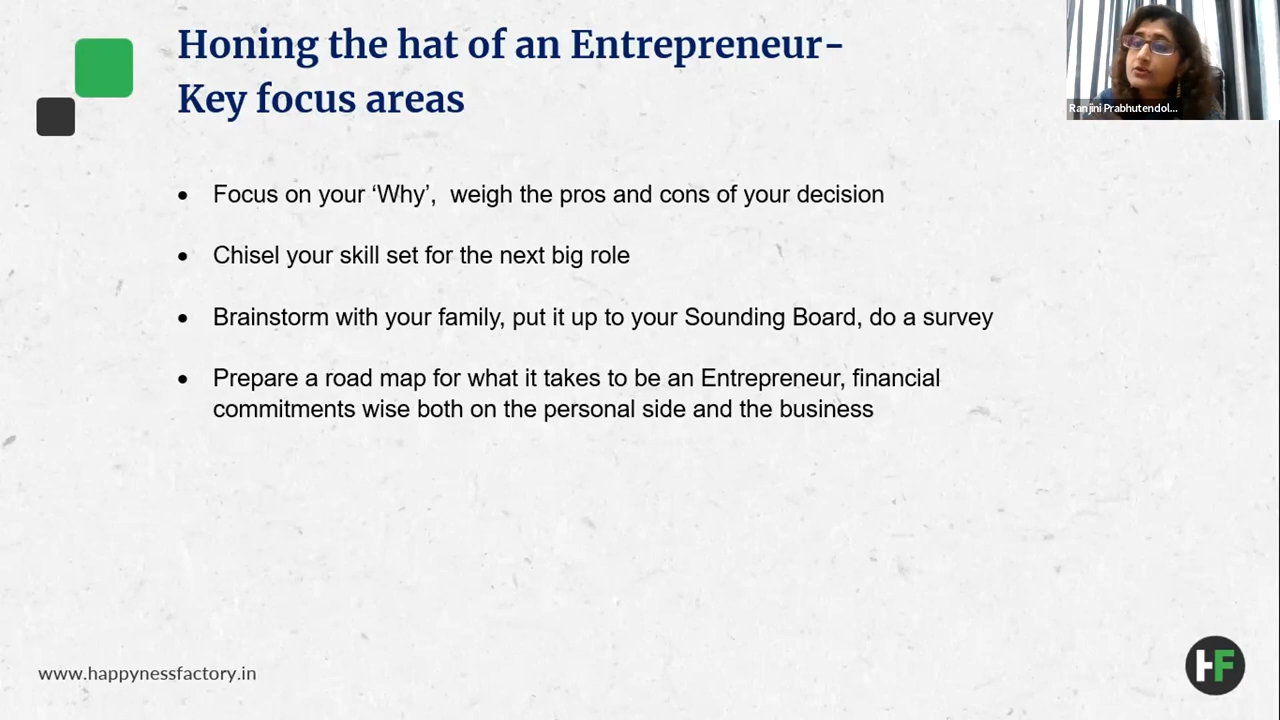 Honing the hat of an Entrepreneur-
Key focus areas
Ranjini Prabhutendol...
• Focus on your ‘Why’,  weigh the pros and cons of your decision
• Chisel your skill set for the next big role
• Brainstorm with your family, put it up to your Sounding Board, do a survey
• Prepare a road map for what it takes to be an Entrepreneur, financial
commitments wise both on the personal side and the business
www.happynessfactory.in
HF